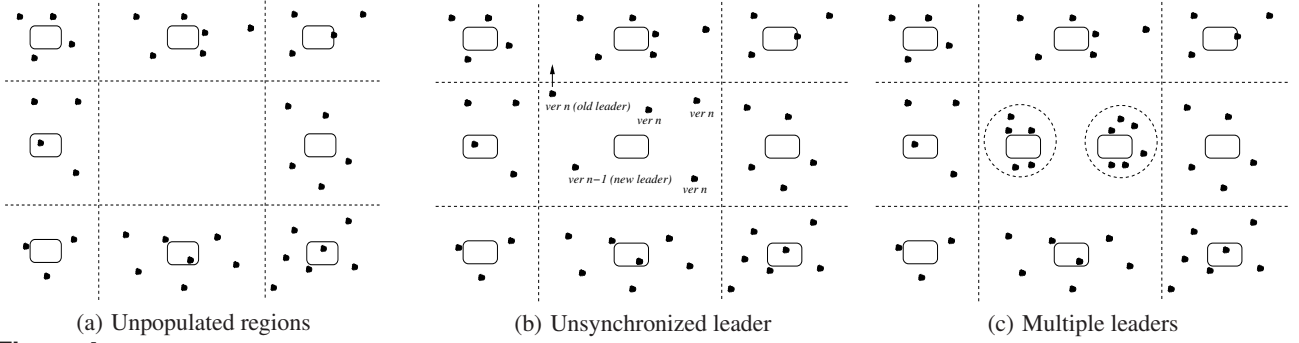 ver n (old leader)
ver n
ver n
ver n−1 (new leader)
ver n
(a) Unpopulated regions
(b) Unsynchronized leader
(c) Multiple leaders